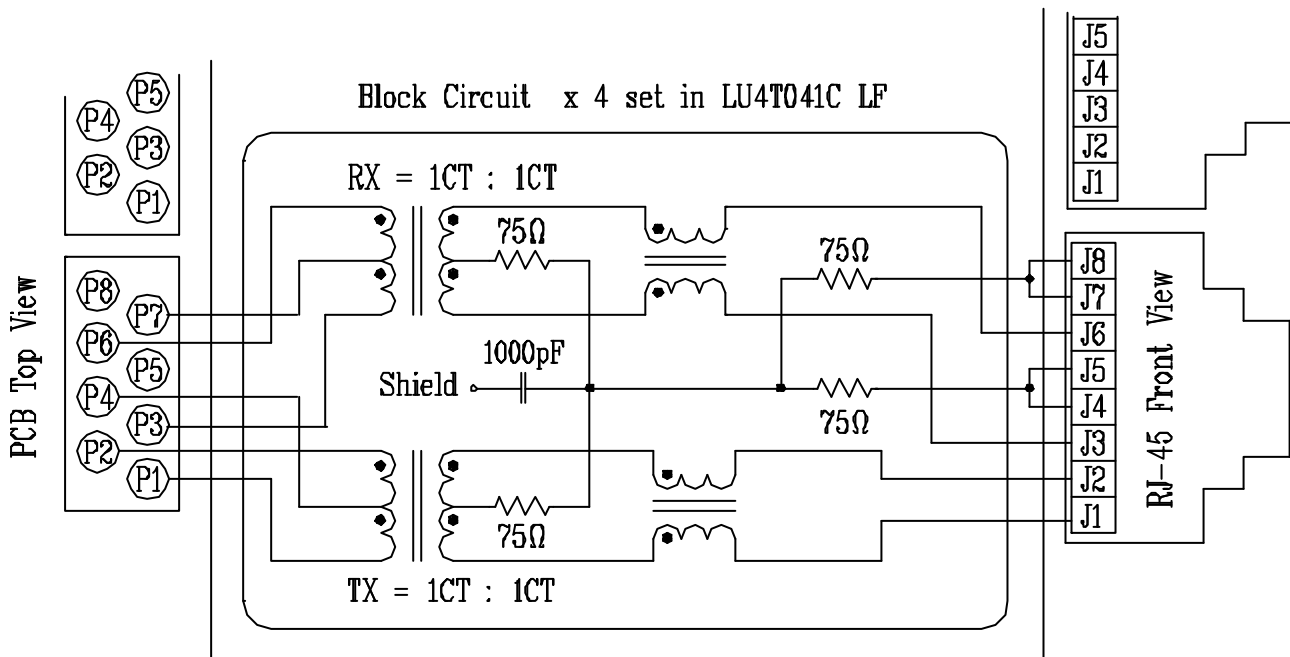 Block Circuit x 4 set in LU4T041C LF
P5
P4
P3
P2
P1
J5
J4
J3
J2
J1
PCB Top View
P8
P7
P6
P5
P4
P3
P2
P1
RX = 1CT : 1CT
75Ω
75Ω
1000pF
Shield
75Ω
75Ω
TX = 1CT : 1CT
J8
J7
J6
J5
J4
J3
J2
J1
RJ-45 Front View